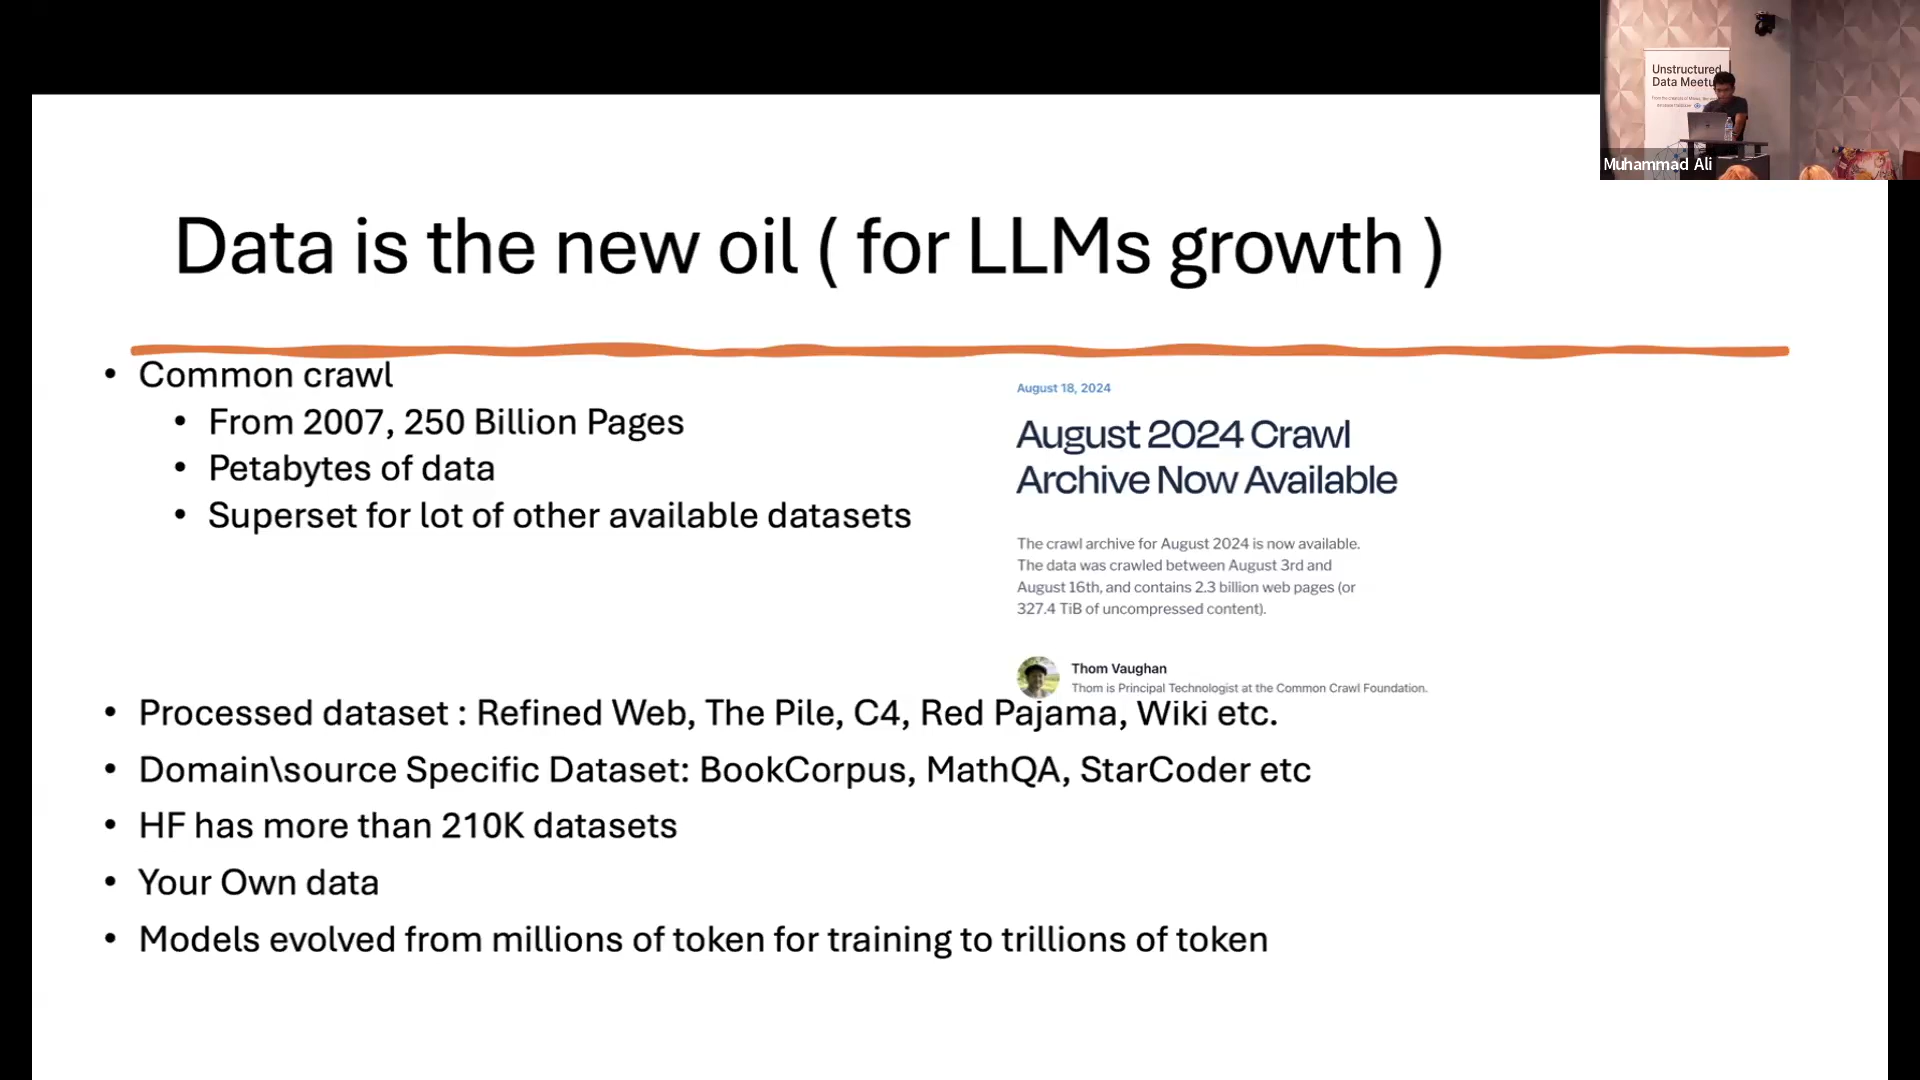 Unstructured
Data Meetu
Muhammad Ali
Data is the new oil ( for LLMs growth )
• Common crawl
• From 2007, 250 Billion Pages
• Petabytes of data
• Superset for lot of other available datasets
August 18, 2024
August 2024 Crawl
Archive Now Available
The crawl archive for August 2024 is now available.
The data was crawled between August 3rd and
August 16th, and contains 2.3 billion web pages (or
327.4 TiB of uncompressed content).
Thom Vaughan
Thom is Principal Technologist at the Common Crawl Foundation.
• Processed dataset : Refined Web, The Pile, C4, Red Pajama, Wiki etc.
• Domain\source Specific Dataset: BookCorpus, MathQA, StarCoder etc
• HF has more than 210K datasets
• Your Own data
• Models evolved from millions of token for training to trillions of token